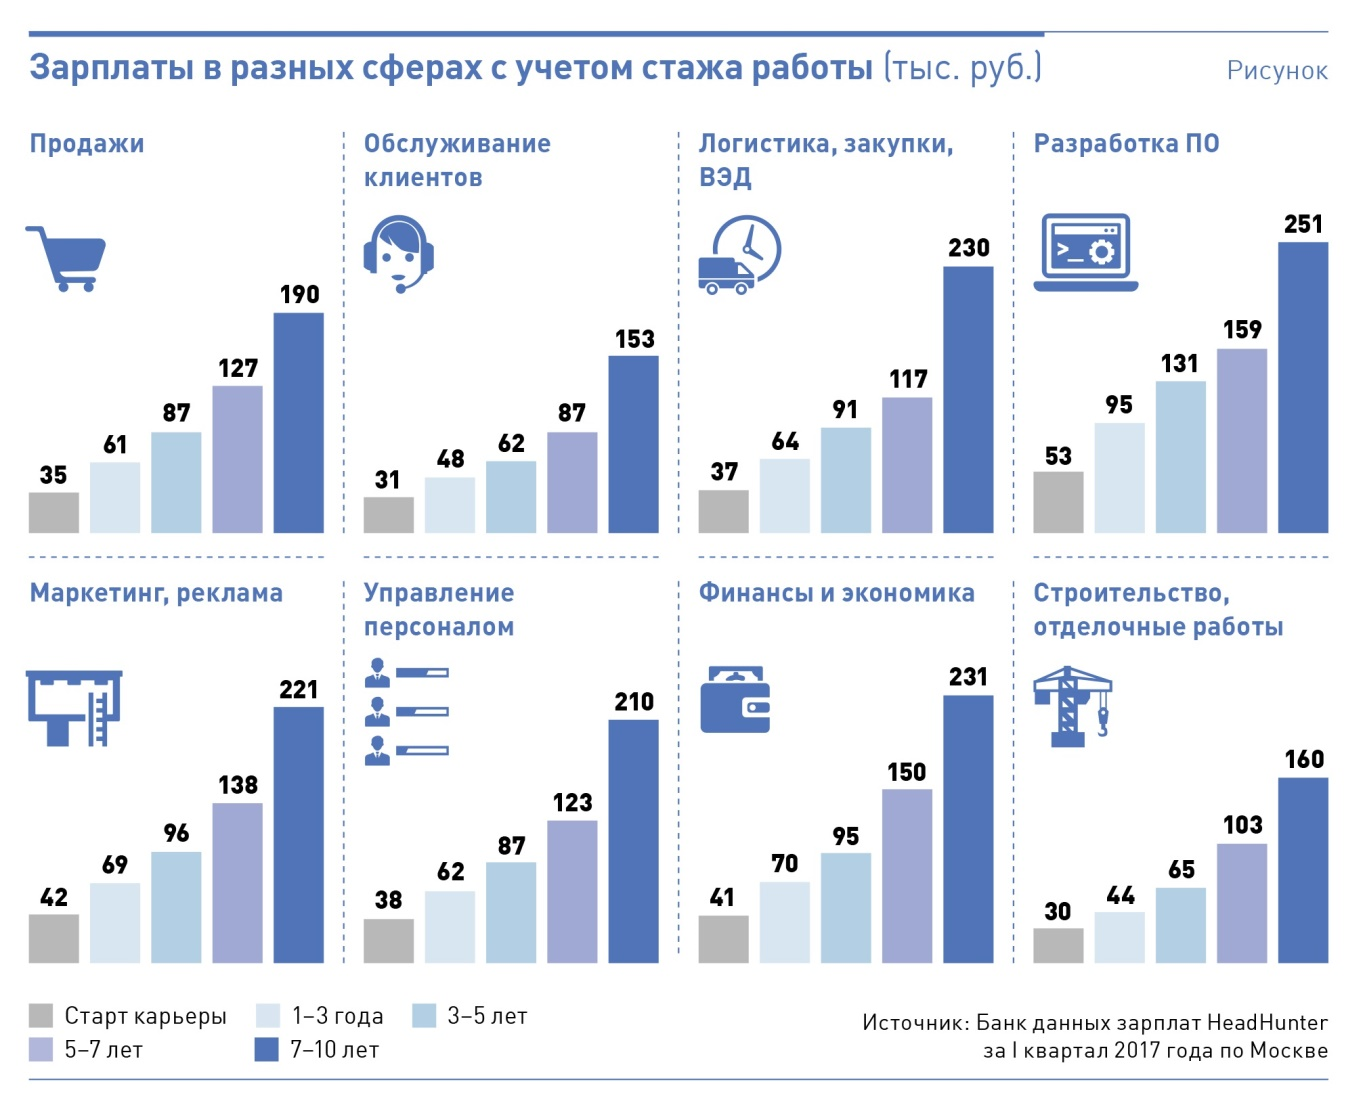 Зарплаты в разных сферах с учетом стажа работы (тыс. руб.)
Рисунок
Продажи
35
61
87
127
190
Обслуживание
клиентов
31
48
62
87
153
Логистика, закупки,
ВЭД
37
64
91
117
230
Разработка ПО
53
95
131
159
251
Маркетинг, реклама
42
69
96
138
221
Управление
персоналом
38
62
87
123
210
Финансы и экономика
41
70
95
150
231
Строительство,
отделочные работы
30
44
65
103
160
Старт карьеры
1–3 года
3–5 лет
5–7 лет
7–10 лет
Источник: Банк данных зарплат HeadHunter
за I квартал 2017 года по Москве